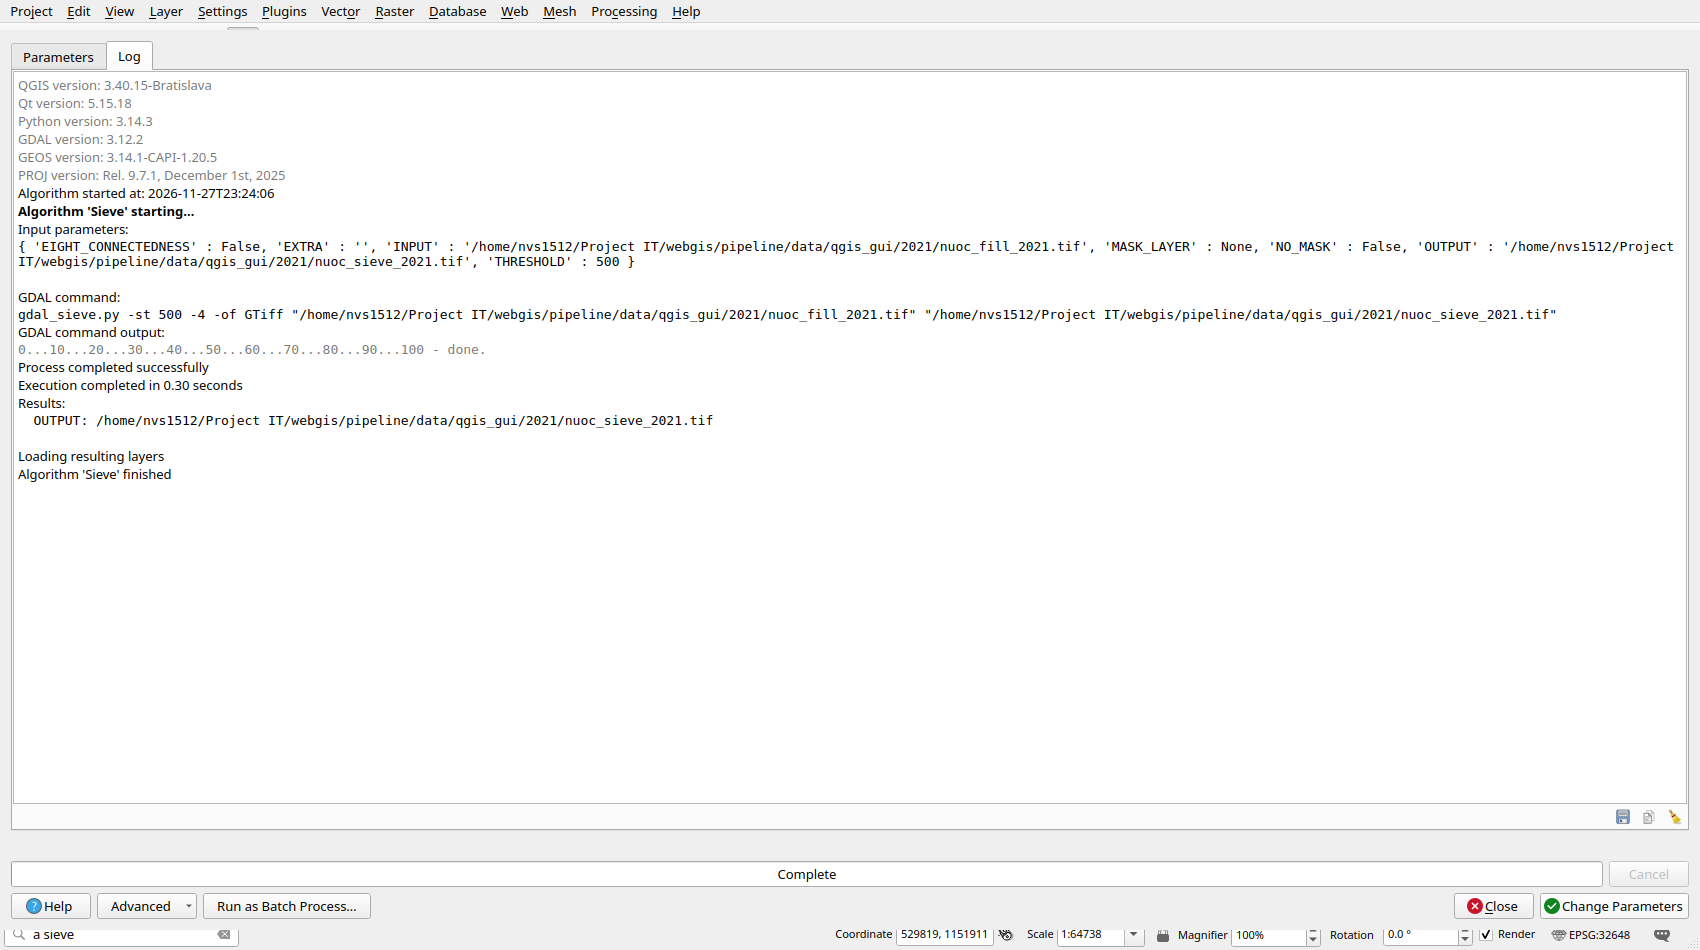 Project Edit View Layer Settings Plugins Vector Raster Database Web Mesh Processing Help
Parameters Log
QGIS version: 3.40.15-Bratislava
Qt version: 5.15.18
Python version: 3.14.3
GDAL version: 3.12.2
GEOS version: 3.14.1-CAPI-1.20.5
PROJ version: Rel. 9.7.1, December 1st, 2025
Algorithm started at: 2026-11-27T23:24:06
Algorithm 'Sieve' starting…
Input parameters:
{ 'EIGHT_CONNECTEDNESS' : False, 'EXTRA' : '', 'INPUT' : '/home/nvs1512/Project IT/webgis/pipeline/data/qgis_gui/2021/nuoc_fill_2021.tif', 'MASK_LAYER' : None, 'NO_MASK' : False, 'OUTPUT' : '/home/nvs1512/Project
IT/webgis/pipeline/data/qgis_gui/2021/nuoc_sieve_2021.tif', 'THRESHOLD' : 500 }
GDAL command:
gdal_sieve.py -st 500 -4 -of GTiff "/home/nvs1512/Project IT/webgis/pipeline/data/qgis_gui/2021/nuoc_fill_2021.tif" "/home/nvs1512/Project IT/webgis/pipeline/data/qgis_gui/2021/nuoc_sieve_2021.tif"
GDAL command output:
0...10...20...30...40...50...60...70...80...90...100 - done.
Process completed successfully
Execution completed in 0.30 seconds
Results:
OUTPUT: /home/nvs1512/Project IT/webgis/pipeline/data/qgis_gui/2021/nuoc_sieve_2021.tif
Loading resulting layers
Algorithm 'Sieve' finished
Complete Cancel
Help Advanced Run as Batch Process… Close Change Parameters
a sieve Coordinate 529819, 1151911 Scale 1:64738 Magnifier 100% Rotation 0.0 ° Render EPSG:32648